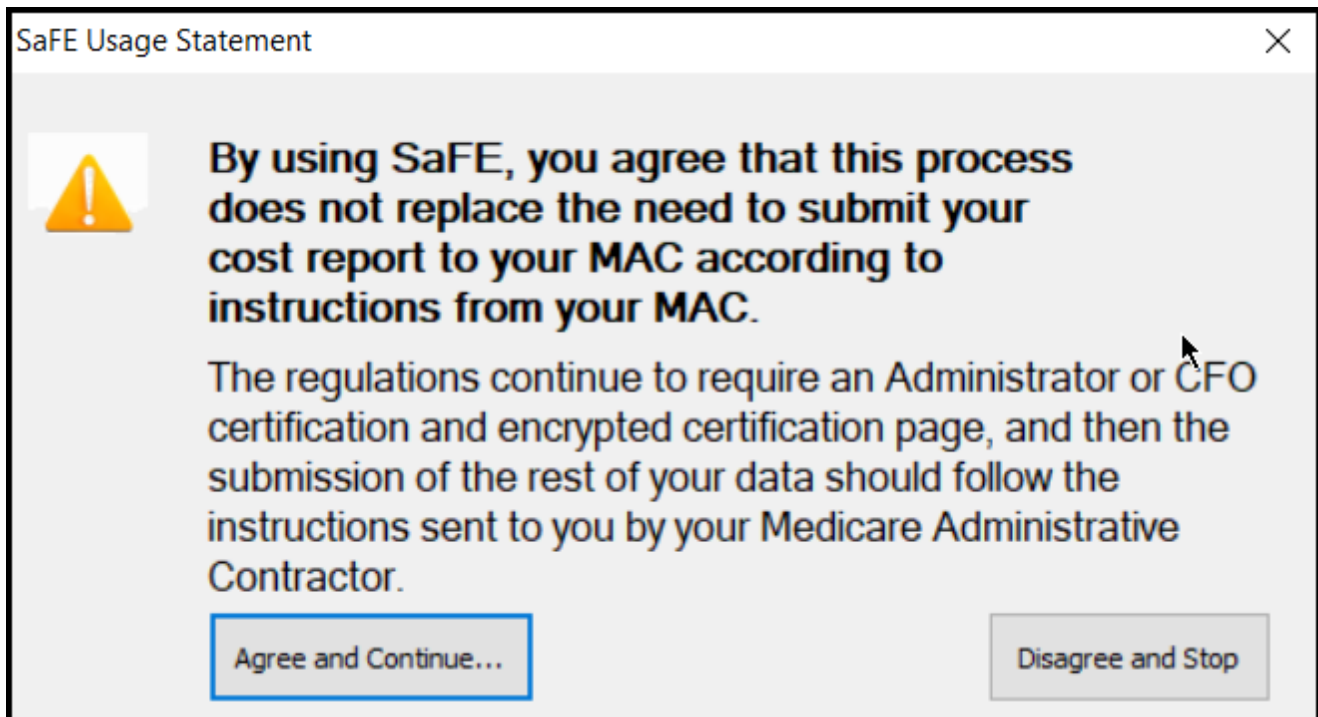 SaFE Usage Statement
By using SaFE, you agree that this process
does not replace the need to submit your
cost report to your MAC according to
instructions from your MAC.
The regulations continue to require an Administrator or CFO
certification and encrypted certification page, and then the
submission of the rest of your data should follow the
instructions sent to you by your Medicare Administrative
Contractor.
Agree and Continue...
Disagree and Stop